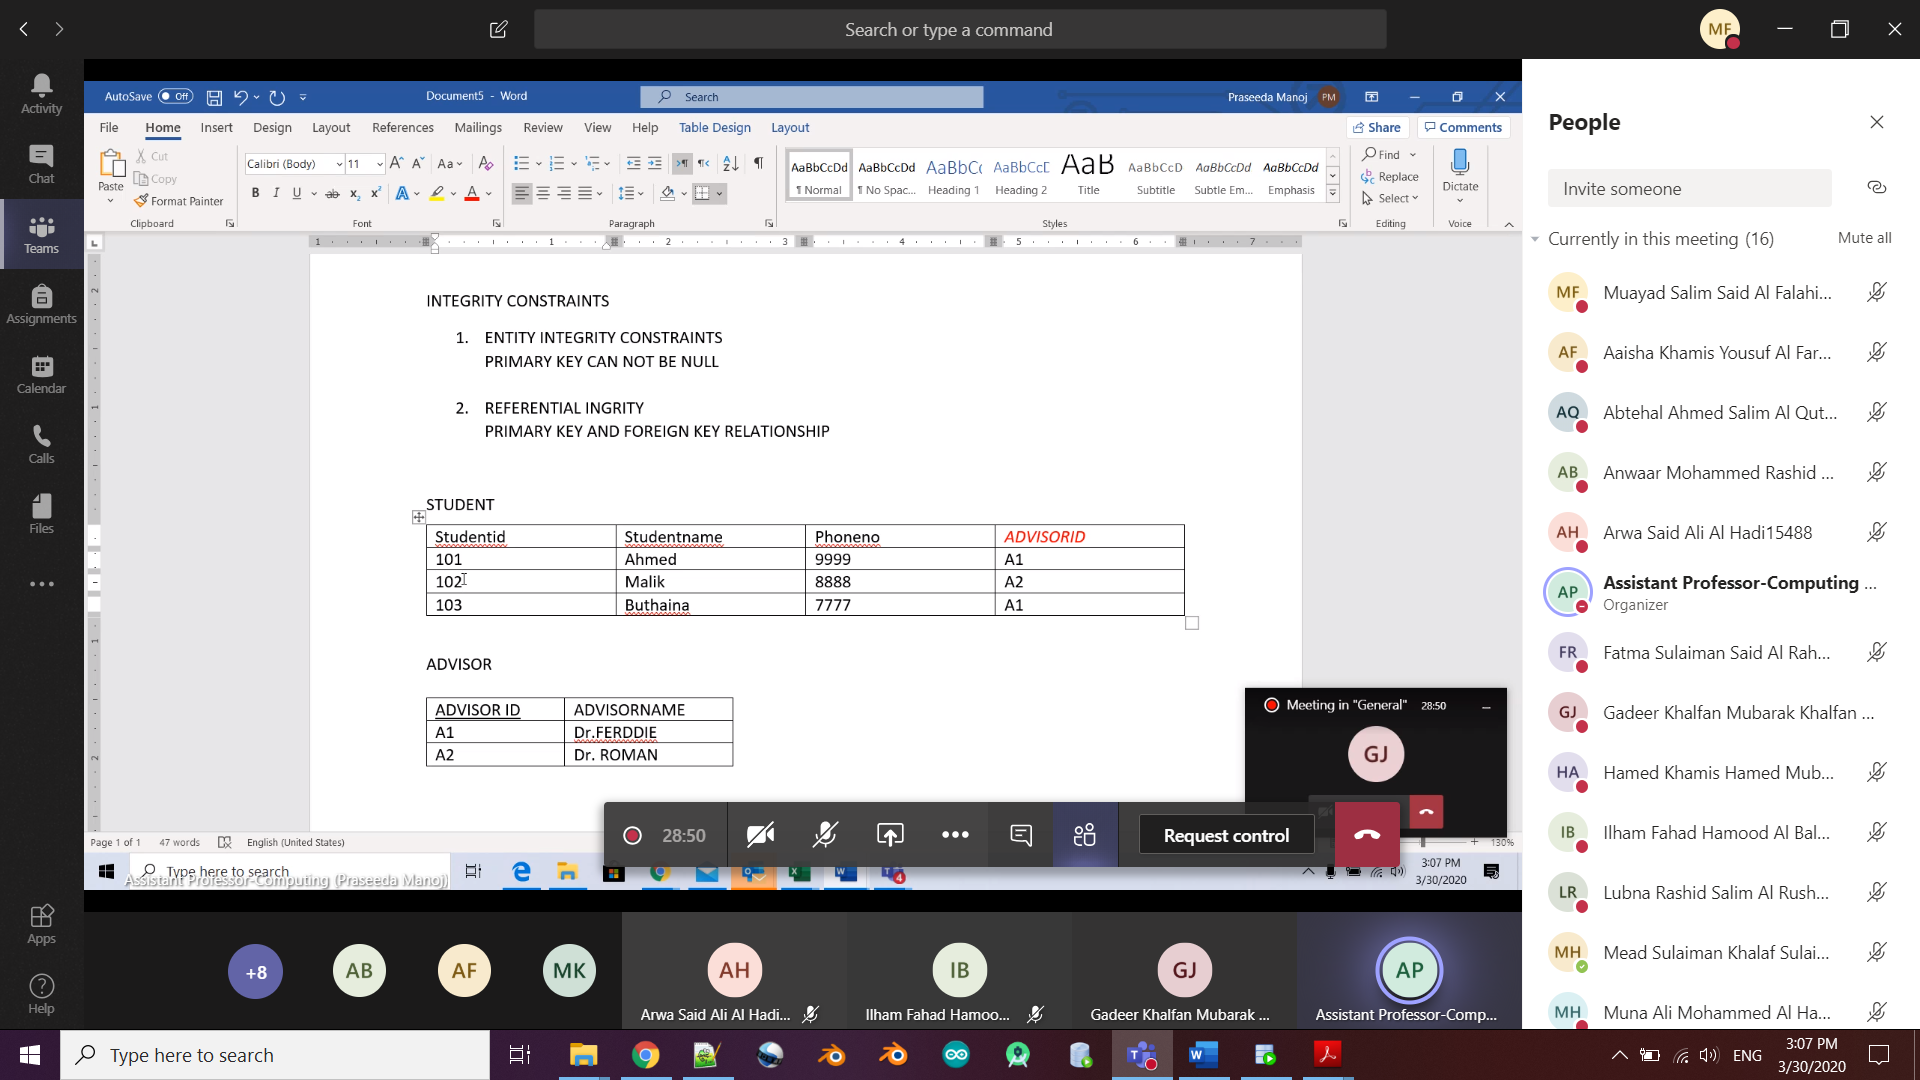 Search or type a command
MF
Activity
Chat
Teams
Assignments
Calendar
Calls
Files
Apps
Help
AutoSave Off
Document5 - Word
Search
Praseeda Manoj PM
File Home Insert Design Layout References Mailings Review View Help Table Design Layout
Share Comments
Paste
Cut
Copy
Format Painter
Clipboard
Calibri (Body) 11
Font
Paragraph
AaBbCcDd AaBbCcDd AaBbC AaBbCcE AaB AaBbCcD AaBbCcDd AaBbCcDd
¶ Normal ¶ No Spac... Heading 1 Heading 2 Title Subtitle Subtle Em... Emphasis
Styles
Find
Replace
Select
Editing
Dictate
Voice
INTEGRITY CONSTRAINTS
1. ENTITY INTEGRITY CONSTRAINTS
PRIMARY KEY CAN NOT BE NULL
2. REFERENTIAL INGRITY
PRIMARY KEY AND FOREIGN KEY RELATIONSHIP
STUDENT
Studentid Studentname Phoneno ADVISORID
101 Ahmed 9999 A1
102 Malik 8888 A2
103 Buthaina 7777 A1
ADVISOR
ADVISOR ID ADVISORNAME
A1 Dr.FERDDIE
A2 Dr. ROMAN
Meeting in "General" 28:50
GJ
28:50
Request control
Page 1 of 1 47 words English (United States)
130%
Type here to search
Assistant Professor-Computing (Praseeda Manoj)
3:07 PM
3/30/2020
People
Invite someone
Currently in this meeting (16) Mute all
MF Muayad Salim Said Al Falahi...
AF Aaisha Khamis Yousuf Al Far...
AQ Abtehal Ahmed Salim Al Qut...
AB Anwaar Mohammed Rashid ...
AH Arwa Said Ali Al Hadi15488
AP Assistant Professor-Computing ...
Organizer
FR Fatma Sulaiman Said Al Rah...
GJ Gadeer Khalfan Mubarak Khalfan ...
HA Hamed Khamis Hamed Mub...
IB Ilham Fahad Hamood Al Bal...
LR Lubna Rashid Salim Al Rush...
MH Mead Sulaiman Khalaf Sulai...
MH Muna Ali Mohammed Al Ha...
+8 AB AF MK AH IB GJ AP
Arwa Said Ali Al Hadi...
Ilham Fahad Hamoo...
Gadeer Khalfan Mubarak ...
Assistant Professor-Comp...
Type here to search
ENG
3:07 PM
3/30/2020